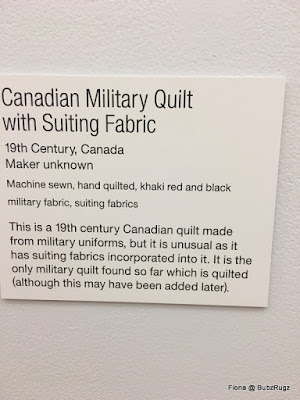 Canadian Military Quilt
with Suiting Fabric
19th Century, Canada
Maker unknown
Machine sewn, hand quilted, khaki red and black
military fabric, suiting fabrics
This is a 19th century Canadian quilt made
from military uniforms, but it is unusual as it
has suiting fabrics incorporated into it. It is the
only military quilt found so far which is quilted
(although this may have been added later).
Fiona @ BubzRugz